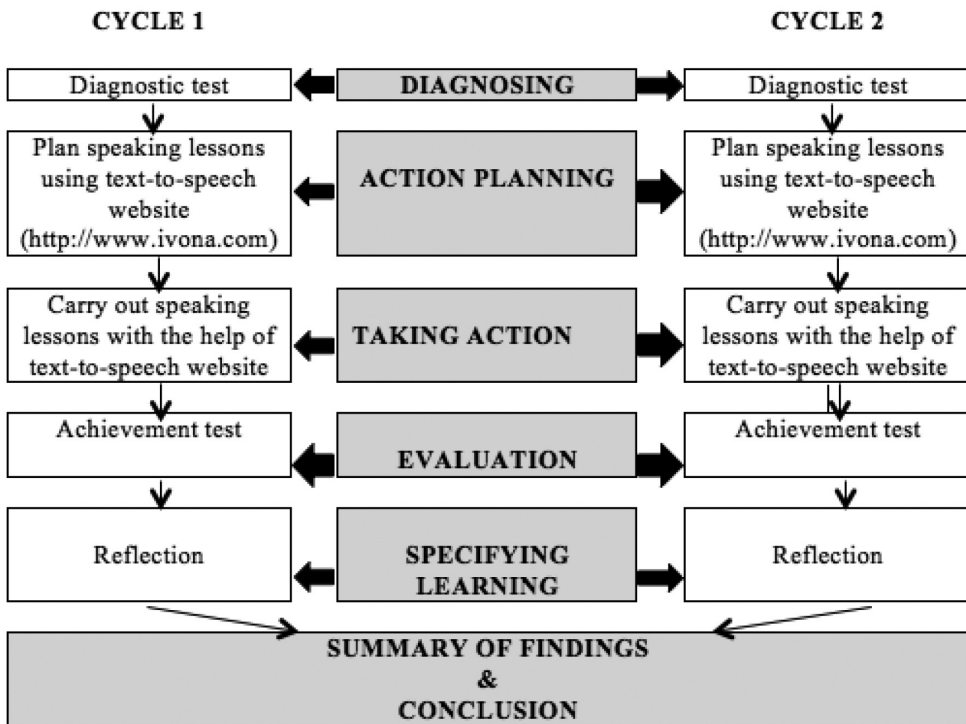 CYCLE 1
CYCLE 2
Diagnostic test
DIAGNOSING
Diagnostic test
Plan speaking lessons
using text-to-speech
website
(http://www.ivona.com)
ACTION PLANNING
Plan speaking lessons
using text-to-speech
website
(http://www.ivona.com)
Carry out speaking
lessons with the help of
text-to-speech website
TAKING ACTION
Carry out speaking
lessons with the help of
text-to-speech website
Achievement test
EVALUATION
Achievement test
Reflection
SPECIFYING
LEARNING
Reflection
SUMMARY OF FINDINGS
&
CONCLUSION